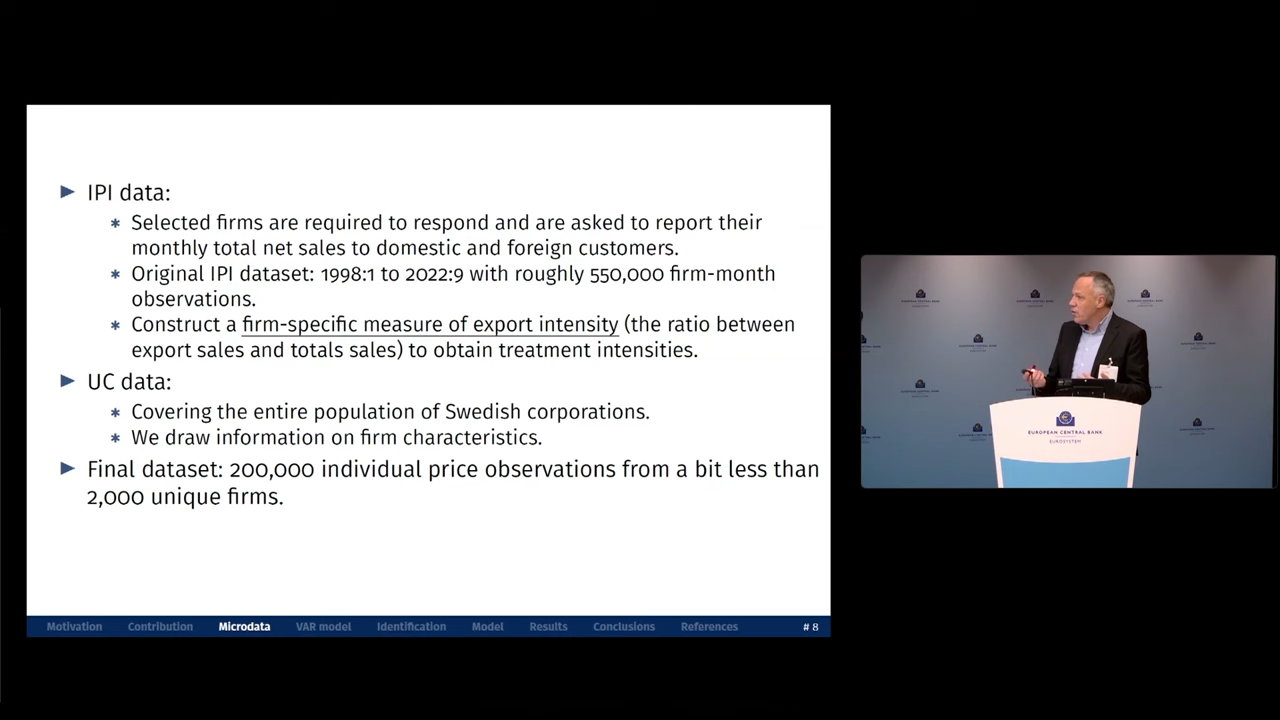 ► IPI data:
* Selected firms are required to respond and are asked to report their
monthly total net sales to domestic and foreign customers.
* Original IPI dataset: 1998:1 to 2022:9 with roughly 550,000 firm-month
observations.
* Construct a firm-specific measure of export intensity (the ratio between
export sales and totals sales) to obtain treatment intensities.
► UC data:
* Covering the entire population of Swedish corporations.
* We draw information on firm characteristics.
► Final dataset: 200,000 individual price observations from a bit less than
2,000 unique firms.
Motivation Contribution Microdata VAR model Identification Model Results Conclusions References # 8
EUROPEAN CENTRAL BANK
EUROSYSTEM